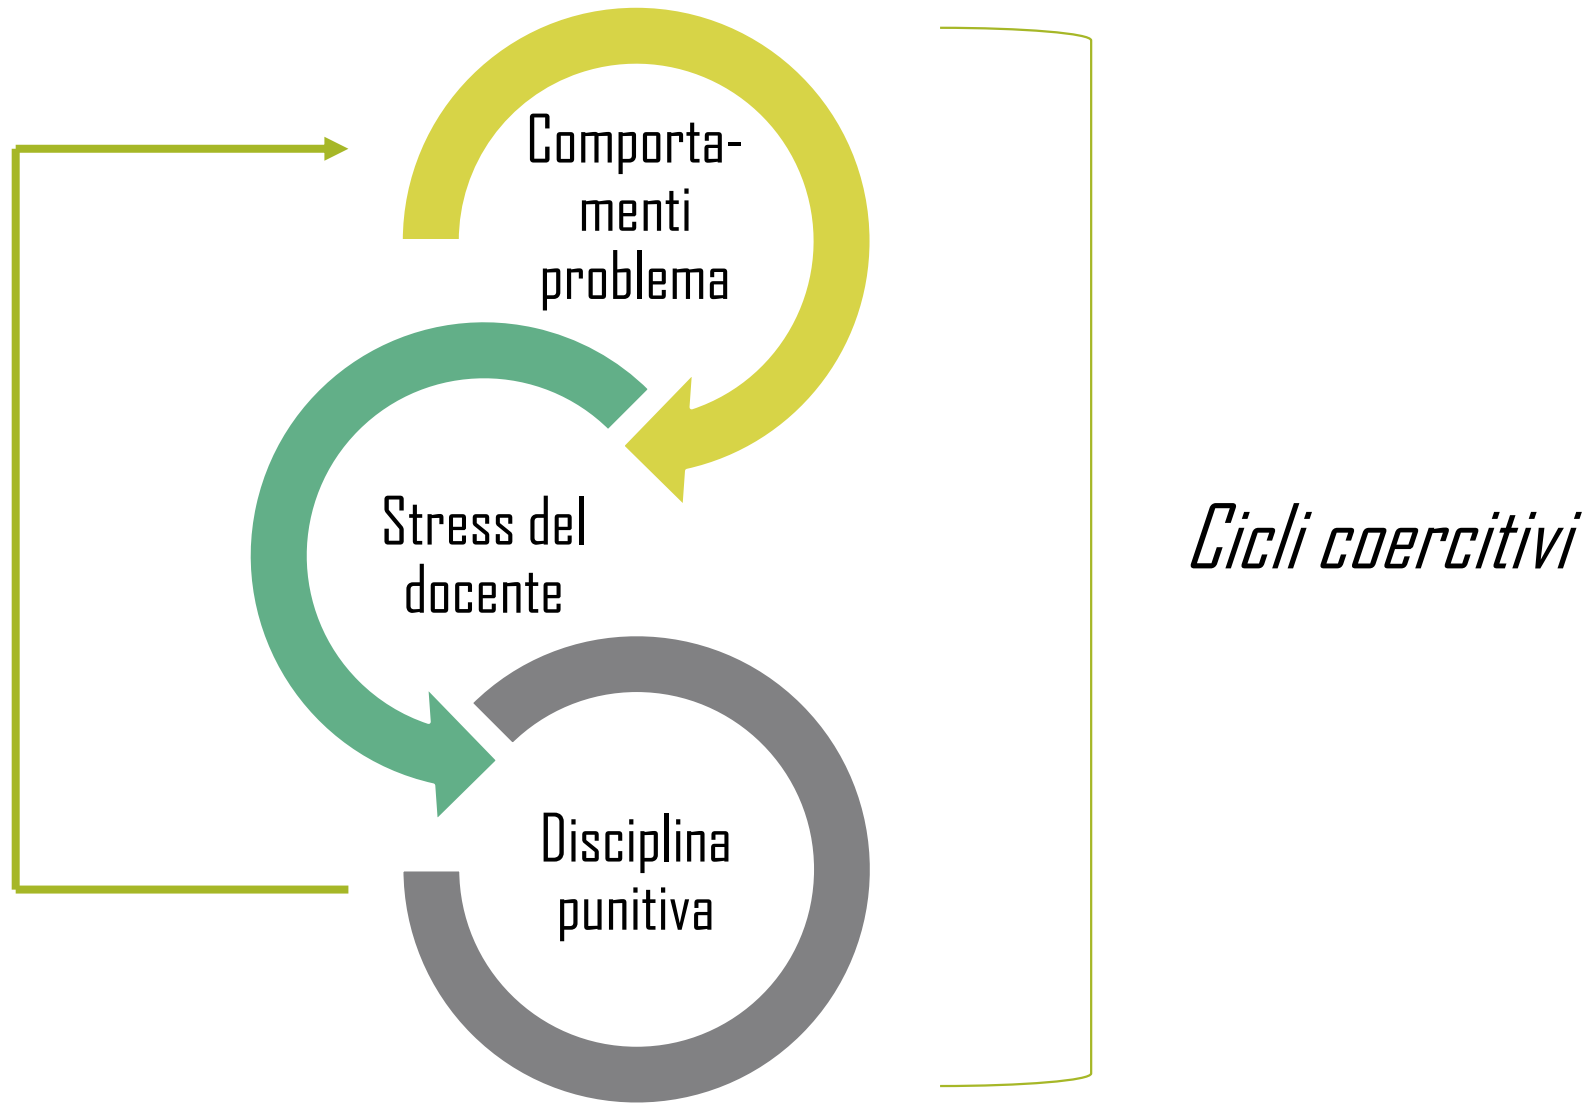 Comporta-
menti
problema
Stress del
docente
Disciplina
punitiva
Cicli coercitivi